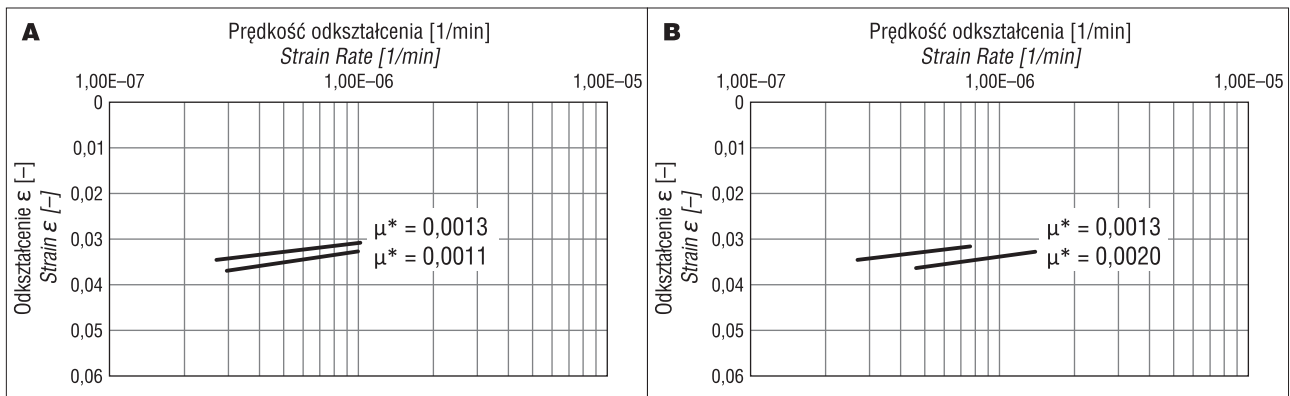 A
Prędkość odkształcenia [1/min]
Strain Rate [1/min]
1,00E–07 1,00E–06 1,00E–05
0
0,01
0,02
0,03
0,04
0,05
0,06
Odkształcenie ε [–]
Strain ε [–]
μ* = 0,0013
μ* = 0,0011
B
Prędkość odkształcenia [1/min]
Strain Rate [1/min]
1,00E–07 1,00E–06 1,00E–05
0
0,01
0,02
0,03
0,04
0,05
0,06
Odkształcenie ε [–]
Strain ε [–]
μ* = 0,0013
μ* = 0,0020